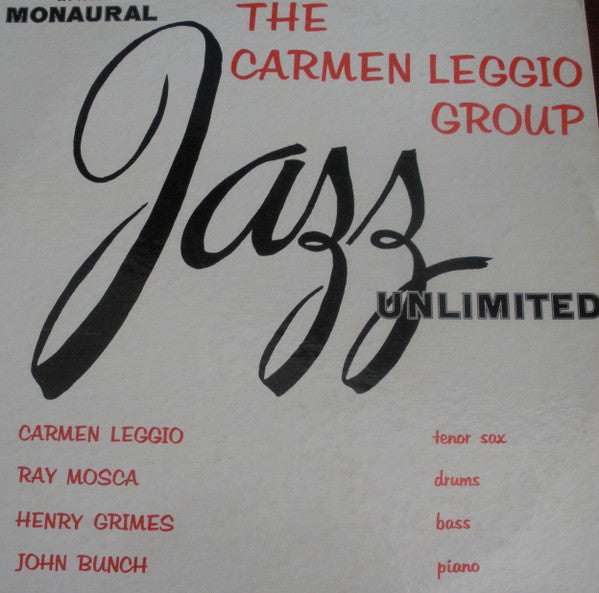 MONAURAL
THE
CARMEN LEGGIO
GROUP
Jazz
UNLIMITED
CARMEN LEGGIO tenor sax
RAY MOSCA drums
HENRY GRIMES bass
JOHN BUNCH piano